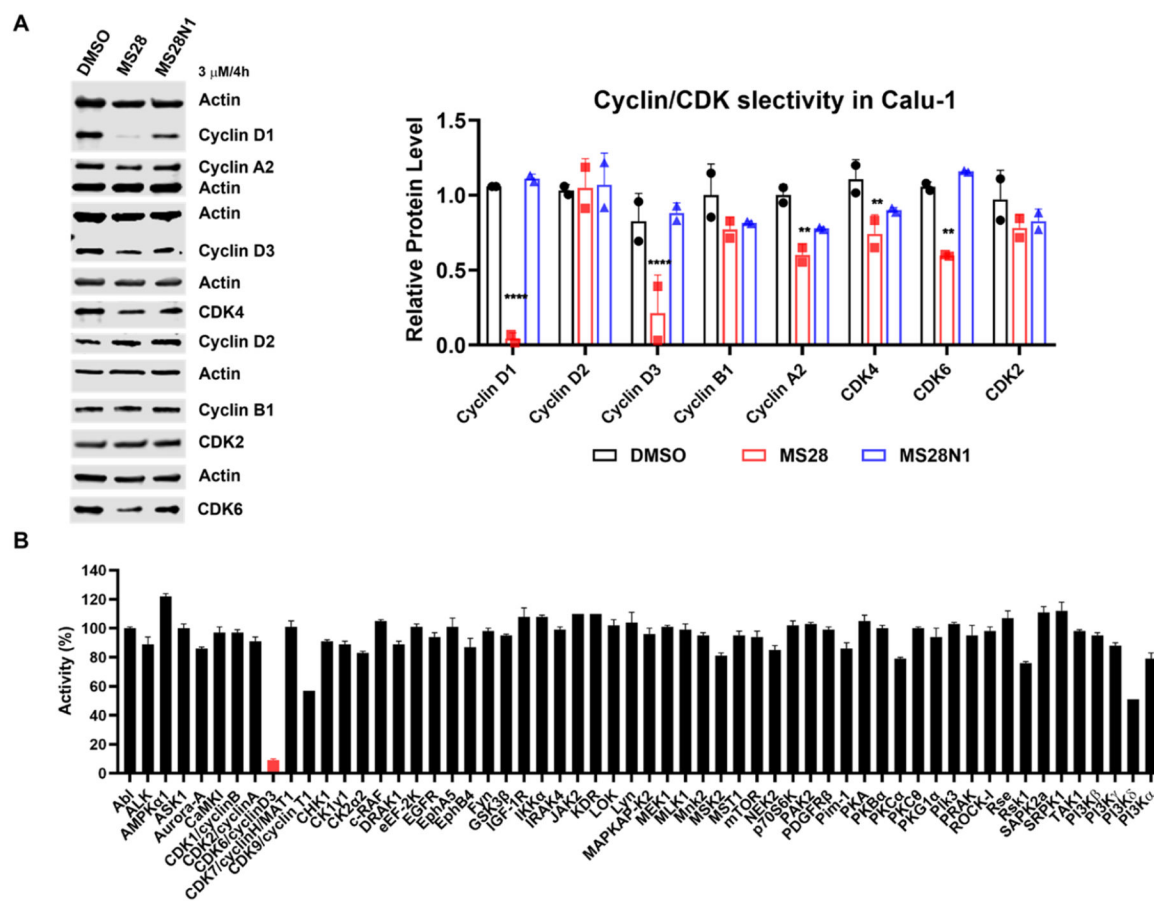 A
DMSO
MS28
MS28N1
3 µM/4h
Actin
Cyclin D1
Cyclin A2
Actin
Actin
Cyclin D3
Actin
CDK4
Cyclin D2
Actin
Cyclin B1
CDK2
Actin
CDK6
Cyclin/CDK slectivity in Calu-1
Relative Protein Level
1.5
1.0
0.5
0.0
****
****
**
**
**
Cyclin D1
Cyclin D2
Cyclin D3
Cyclin B1
Cyclin A2
CDK4
CDK6
CDK2
DMSO
MS28
MS28N1
B
Activity (%)
140
120
100
80
60
40
20
0
Abl
ALK
AMPKα1
ASK1
Aurora-A
CaMKI
CDK1/cyclinB
CDK2/cyclinA
CDK6/cyclinD3
CDK7/cyclinH/MAT1
CDK9/cyclin T1
CHK1
CK1γ1
CK2α2
c-RAF
DRAK1
eEF-2K
EGFR
EphA5
EphB4
Fyn
GSK3β
IGF1R
IKKα
IRAK4
JAK2
KDR
LOK
Lyn
MAPKAPK2
MEK1
MLK1
Mnk2
MSK2
MST1
mTOR
NEK2
p70S6K
PAK2
PDGFRβ
Pim-1
PKA
PKBα
PKCα
PKCθ
PKG1α
Plk3
PRAK
ROCK-I
Rse
Rsk1
SAPK2a
SRPK1
TAK1
PI3Kβ
PI3Kγ
PI3Kδ
PI3Kα